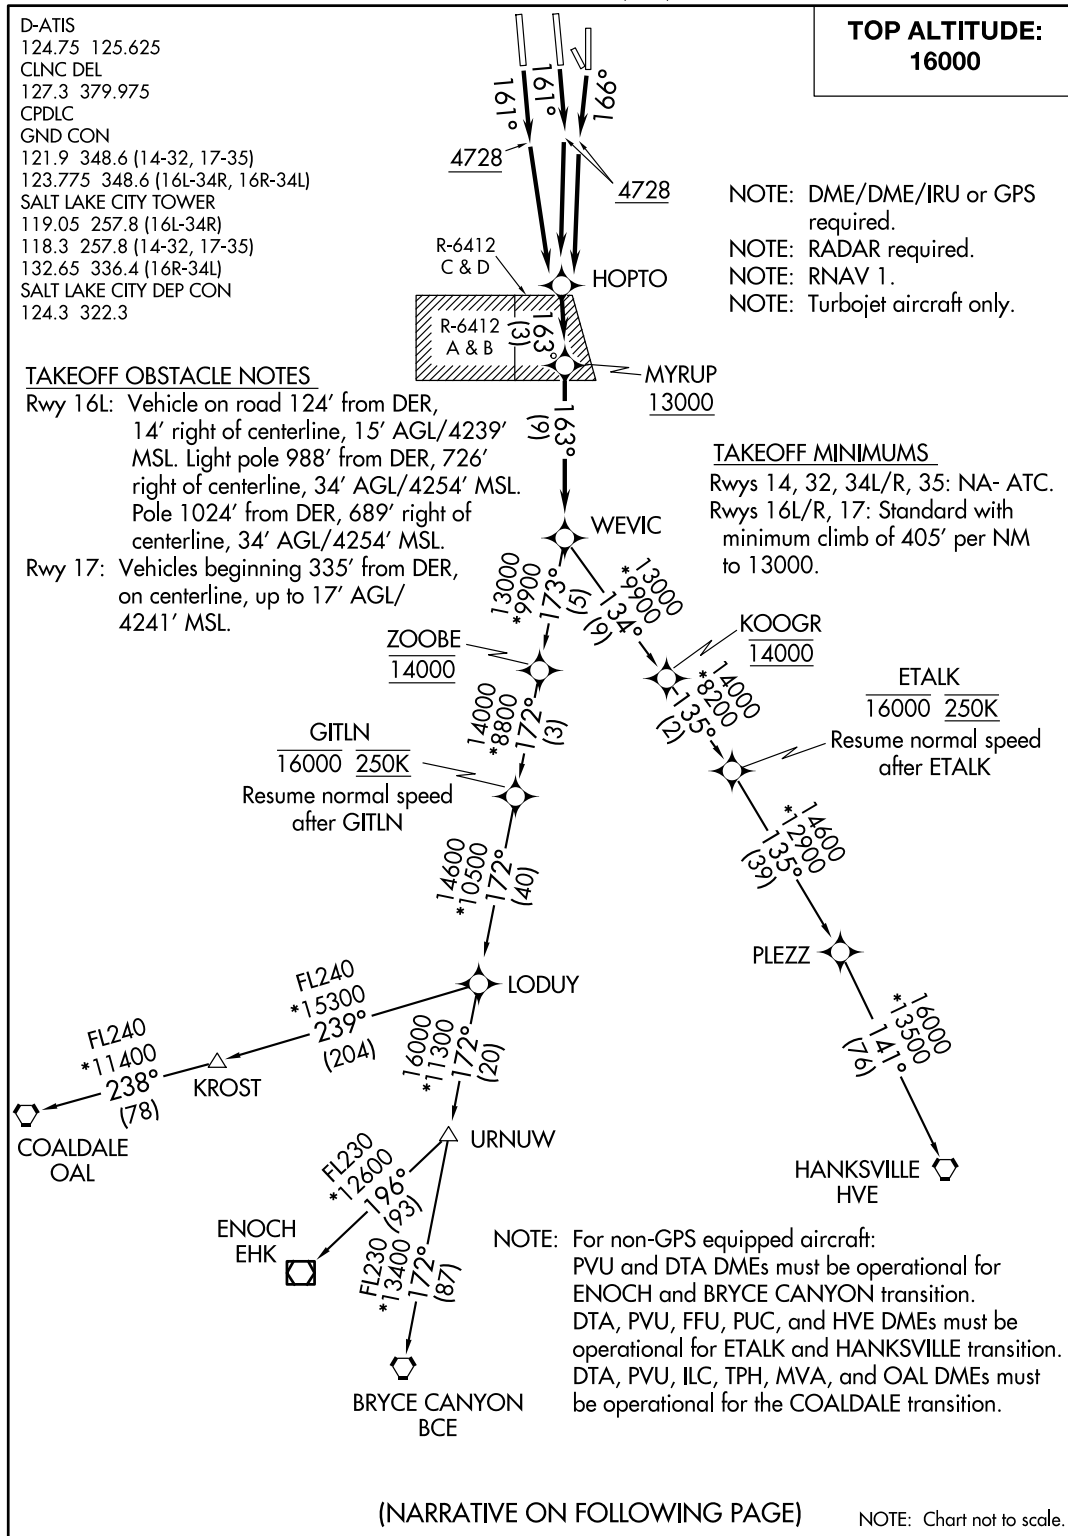 D-ATIS
124.75 125.625
CLNC DEL
127.3 379.975
CPDLC
GND CON
121.9 348.6 (14-32, 17-35)
123.775 348.6 (16L-34R, 16R-34L)
SALT LAKE CITY TOWER
119.05 257.8 (16L-34R)
118.3 257.8 (14-32, 17-35)
132.65 336.4 (16R-34L)
SALT LAKE CITY DEP CON
124.3 322.3
TOP ALTITUDE:
16000
161°
161°
166°
4728
4728
NOTE: DME/DME/IRU or GPS
required.
NOTE: RADAR required.
NOTE: RNAV 1.
NOTE: Turbojet aircraft only.
R-6412
C & D
HOPTO
R-6412
A & B
163°
(3)
MYRUP
13000
163°
(9)
TAKEOFF OBSTACLE NOTES
Rwy 16L: Vehicle on road 124' from DER,
14' right of centerline, 15' AGL/4239'
MSL. Light pole 988' from DER, 726'
right of centerline, 34' AGL/4254' MSL.
Pole 1024' from DER, 689' right of
centerline, 34' AGL/4254' MSL.
Rwy 17: Vehicles beginning 335' from DER,
on centerline, up to 17' AGL/
4241' MSL.
TAKEOFF MINIMUMS
Rwys 14, 32, 34L/R, 35: NA- ATC.
Rwys 16L/R, 17: Standard with
minimum climb of 405' per NM
to 13000.
WEVIC
13000
*9900
173°
(5)
13000
*9900
134°
(9)
ZOOBE
14000
KOOGR
14000
14000
*8800
172°
(3)
14000
*8200
135°
(2)
ETALK
16000 250K
Resume normal speed
after ETALK
GITLN
16000 250K
Resume normal speed
after GITLN
14600
*10500
172°
(40)
14600
*12900
135°
(39)
PLEZZ
LODUY
FL240
*15300
239°
(204)
FL240
*11400
238°
(78)
KROST
COALDALE
OAL
16000
*11300
172°
(20)
16000
*13500
141°
(76)
URNUW
HANKSVILLE
HVE
FL230
*12600
196°
(93)
ENOCH
EHK
FL230
*13400
172°
(87)
BRYCE CANYON
BCE
NOTE: For non-GPS equipped aircraft:
PVU and DTA DMEs must be operational for
ENOCH and BRYCE CANYON transition.
DTA, PVU, FFU, PUC, and HVE DMEs must be
operational for ETALK and HANKSVILLE transition.
DTA, PVU, ILC, TPH, MVA, and OAL DMEs must
be operational for the COALDALE transition.
(NARRATIVE ON FOLLOWING PAGE)
NOTE: Chart not to scale.